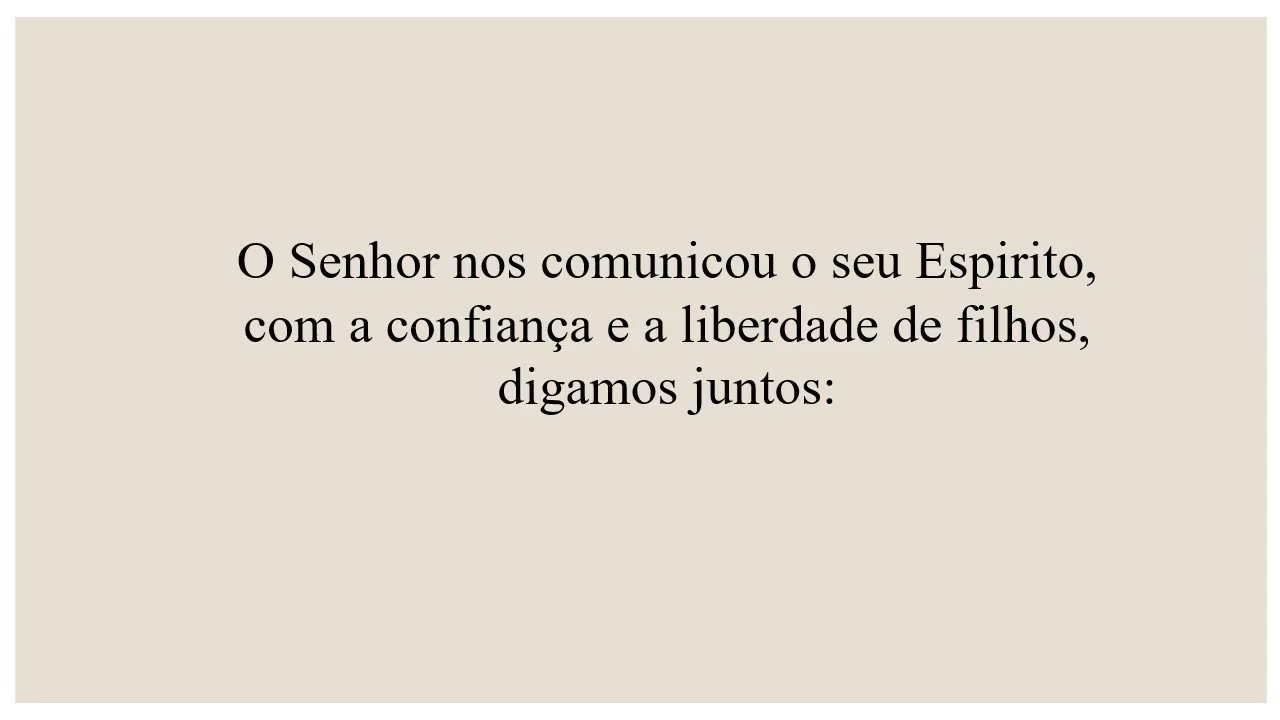 O Senhor nos comunicou o seu Espirito,
com a confiança e a liberdade de filhos,
digamos juntos: